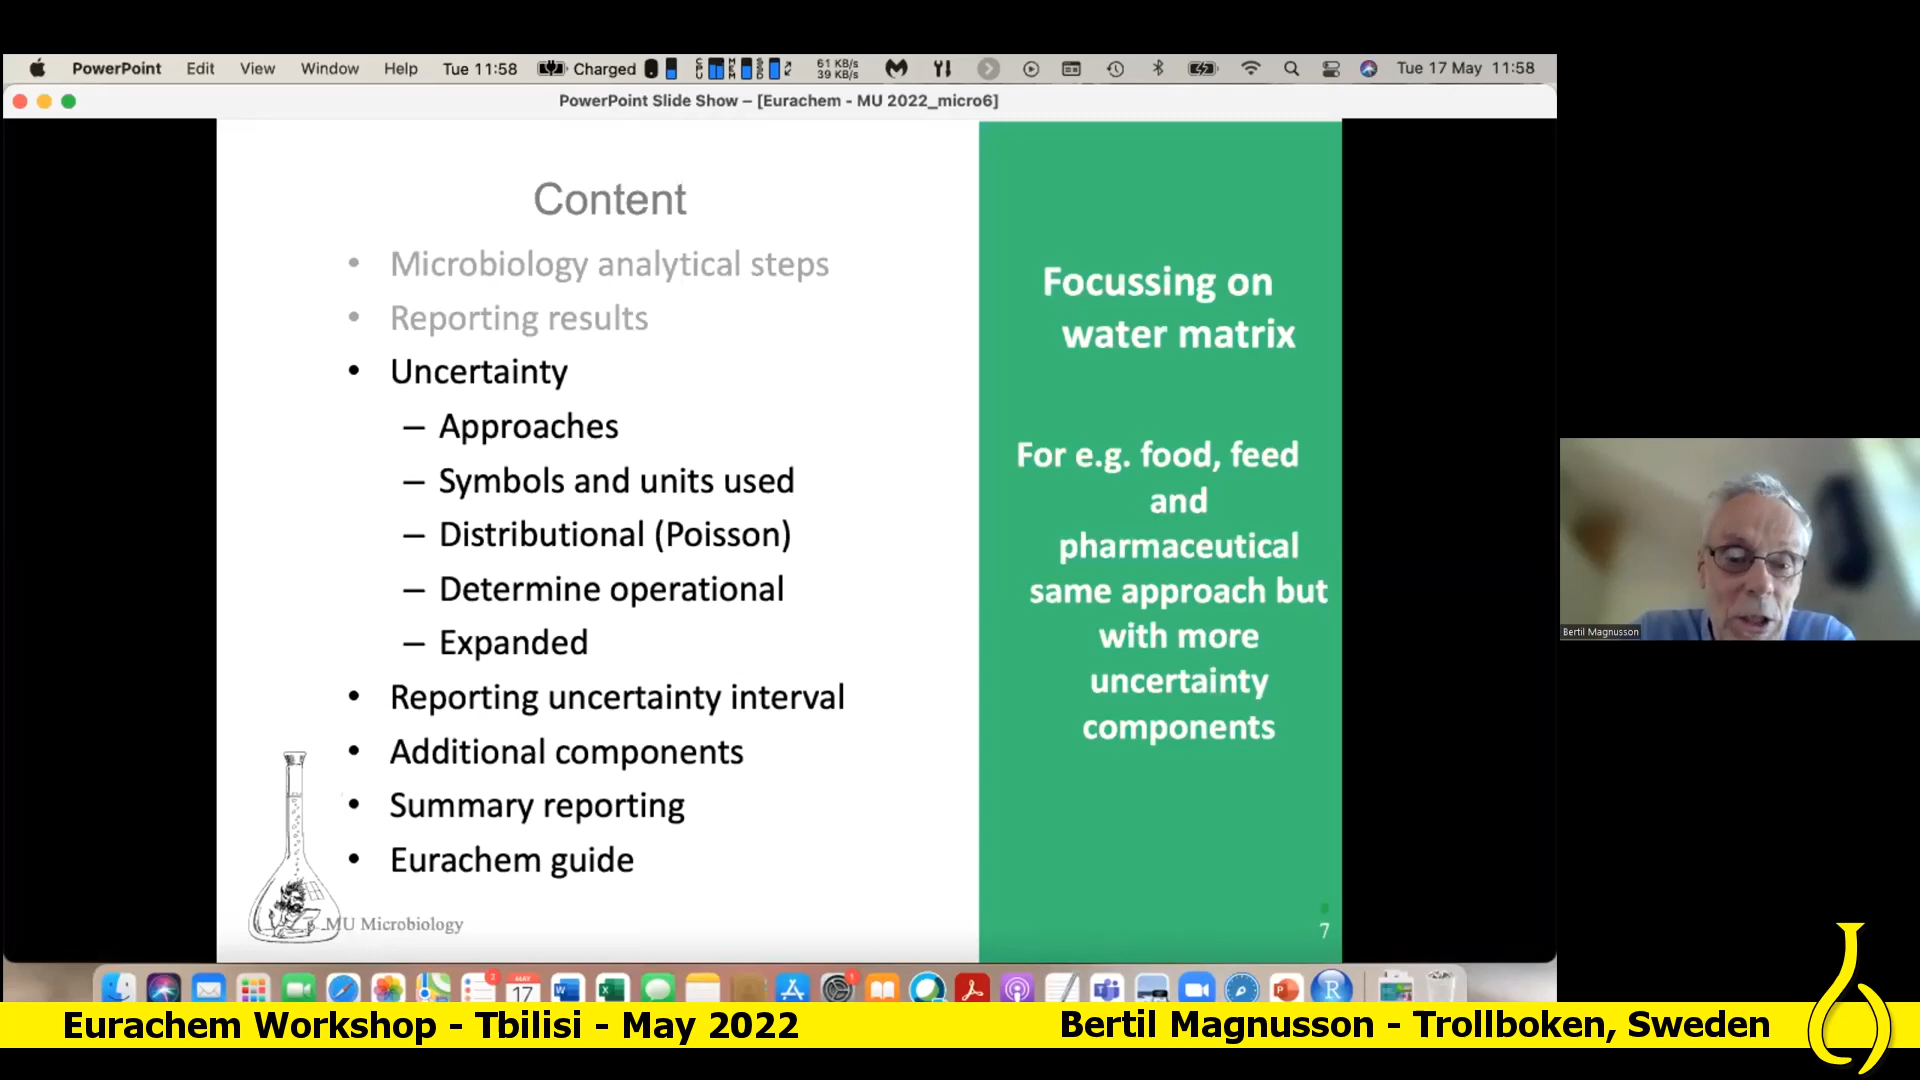 PowerPoint Edit View Window Help Tue 11:58 Charged 61 KB/s Tue 17 May 11:58
39 KB/s
PowerPoint Slide Show – [Eurachem - MU 2022_micro6]
Content
• Microbiology analytical steps
• Reporting results
• Uncertainty
– Approaches
– Symbols and units used
– Distributional (Poisson)
– Determine operational
– Expanded
• Reporting uncertainty interval
• Additional components
• Summary reporting
• Eurachem guide
MU Microbiology
Focussing on
water matrix
For e.g. food, feed
and
pharmaceutical
same approach but
with more
uncertainty
components
7
Bertil Magnusson
2
MAY
17
1
Eurachem Workshop - Tbilisi - May 2022
Bertil Magnusson - Trollboken, Sweden